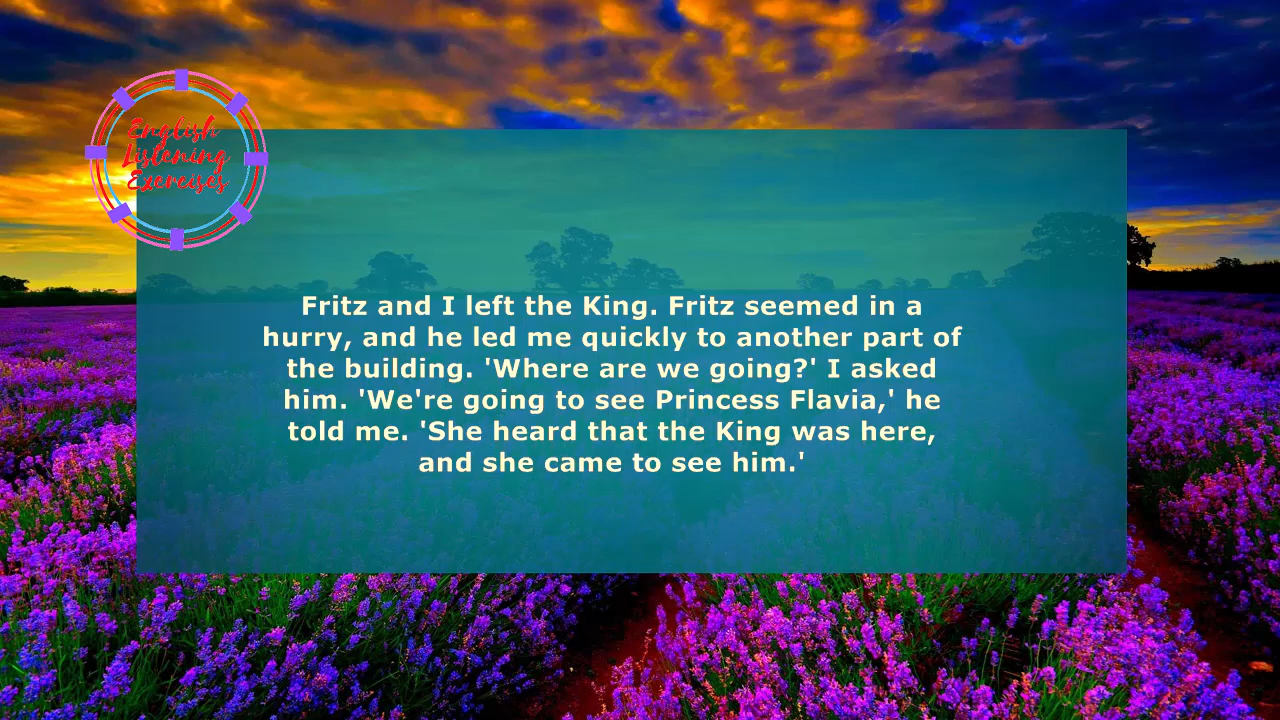 English
Listening
Exercises
Fritz and I left the King. Fritz seemed in a
hurry, and he led me quickly to another part of
the building. 'Where are we going?' I asked
him. 'We're going to see Princess Flavia,' he
told me. 'She heard that the King was here,
and she came to see him.'